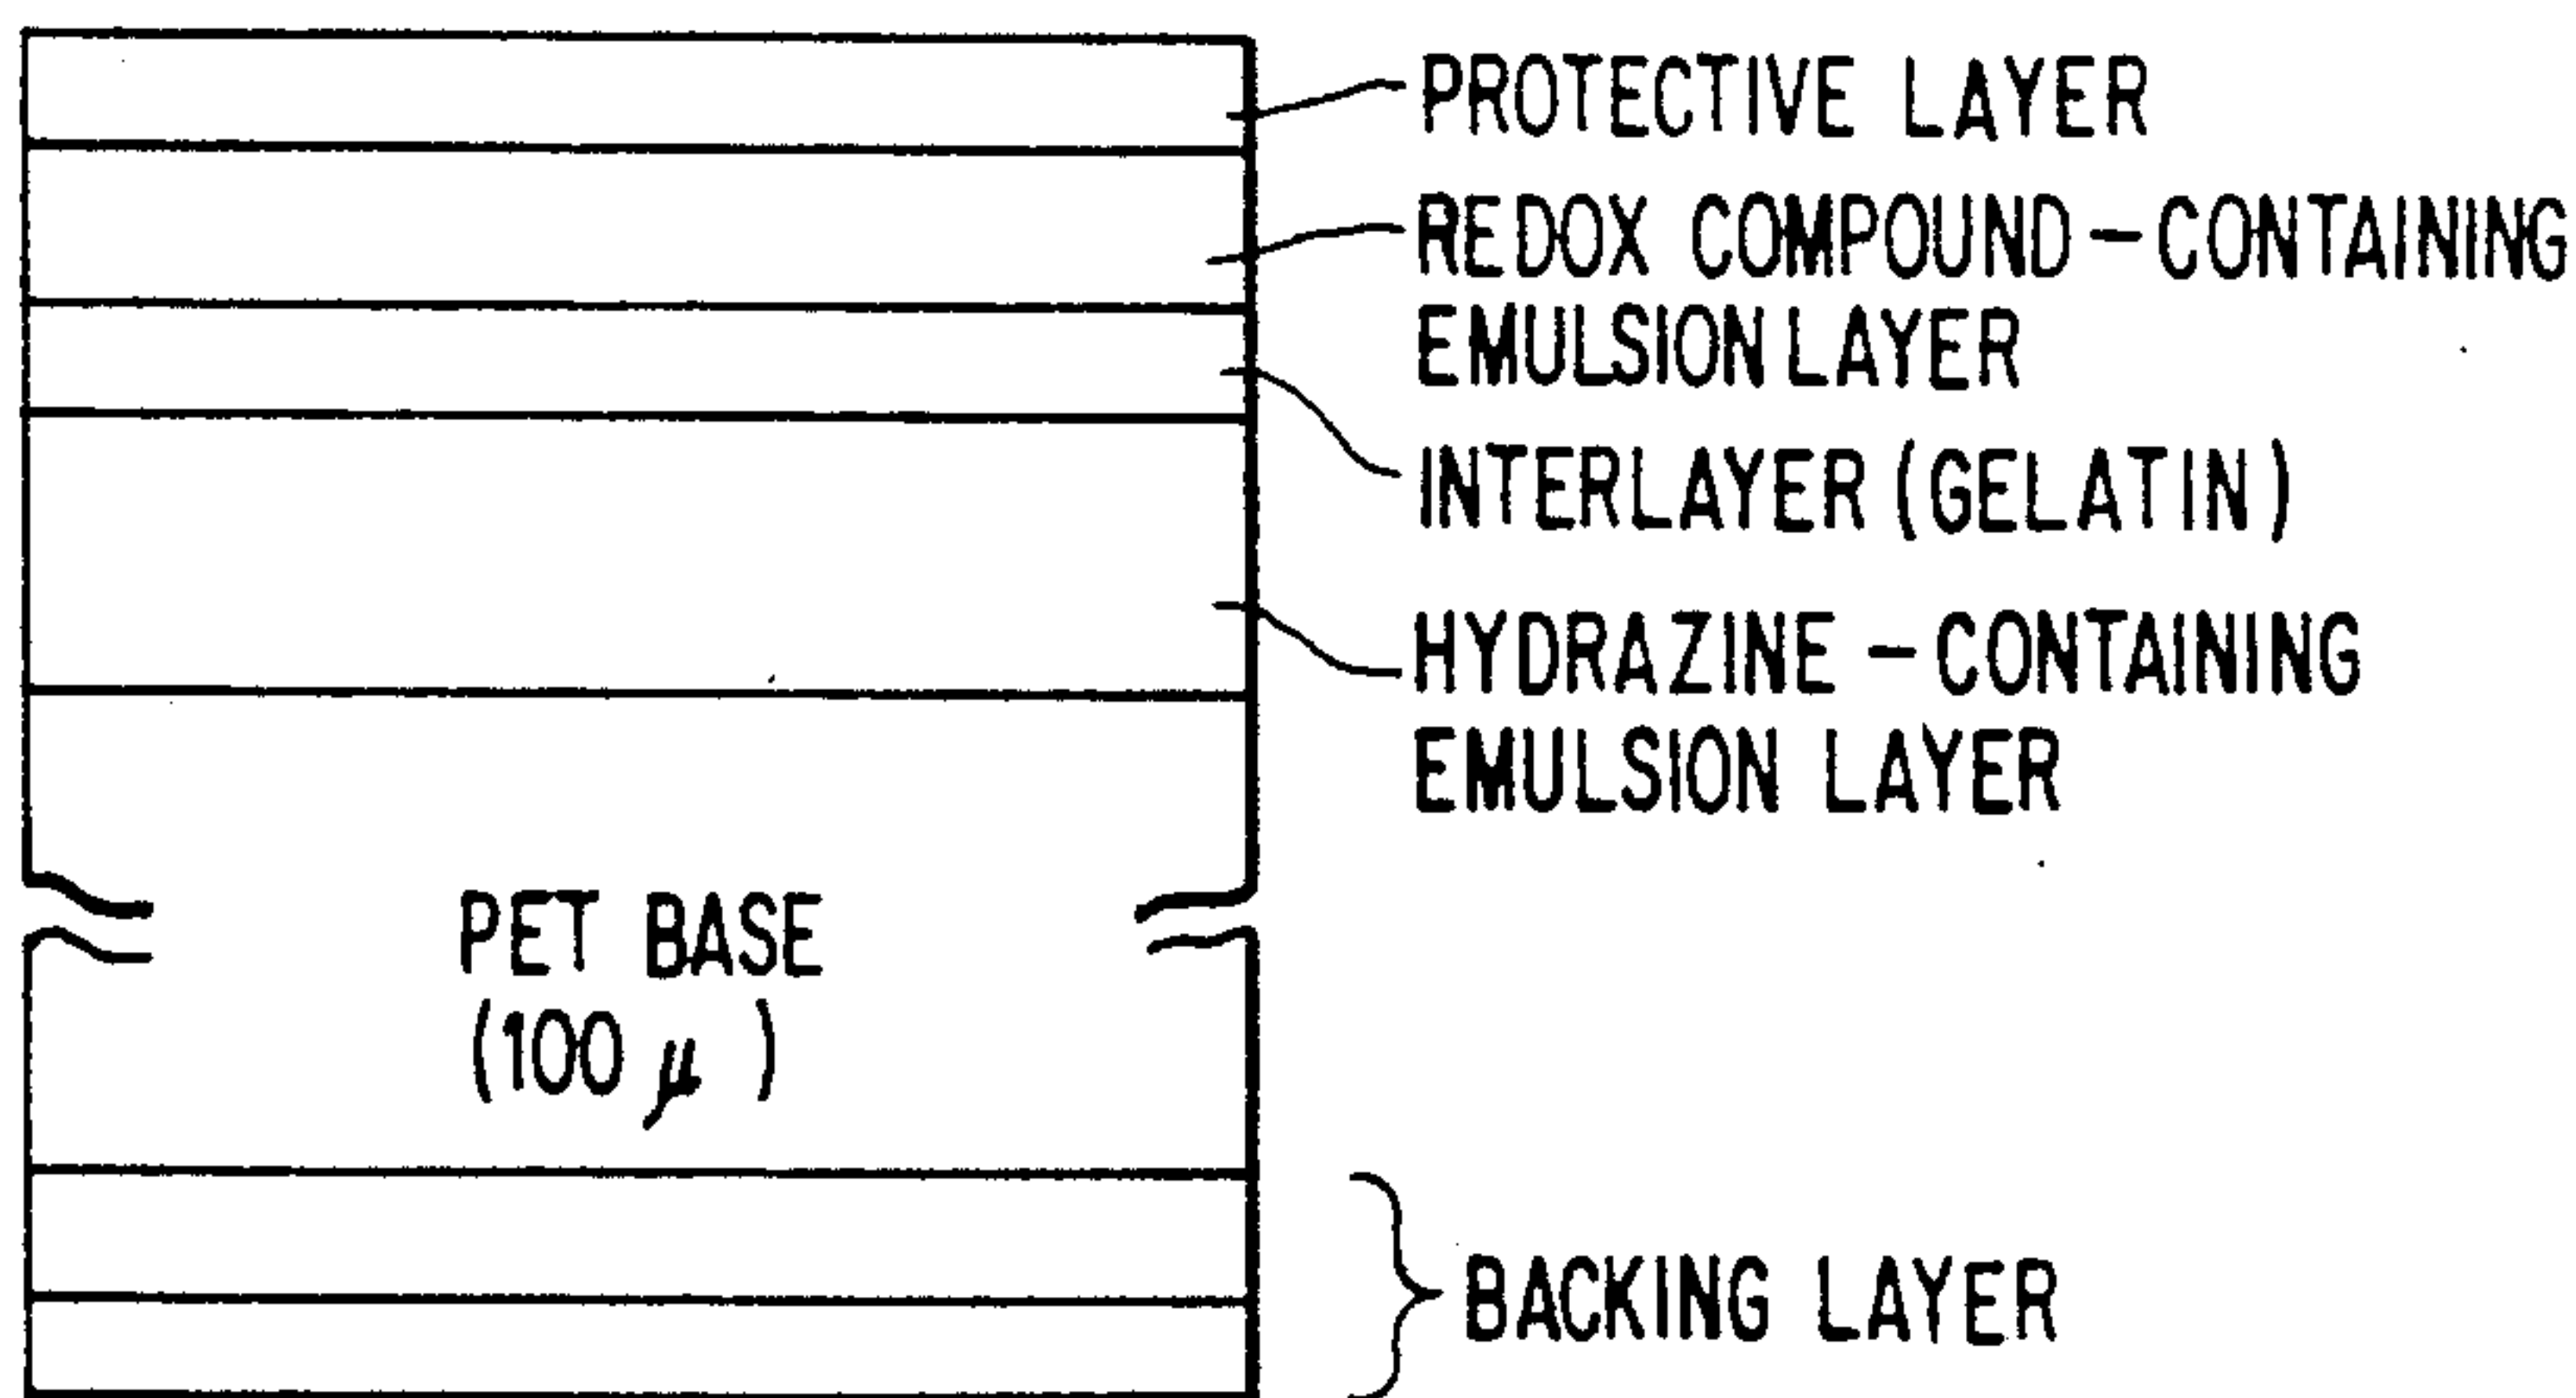 PROTECTIVE LAYER
REDOX COMPOUND-CONTAINING
EMULSION LAYER
INTERLAYER (GELATIN)
HYDRAZINE-CONTAINING
EMULSION LAYER
PET BASE
(100 μ)
BACKING LAYER